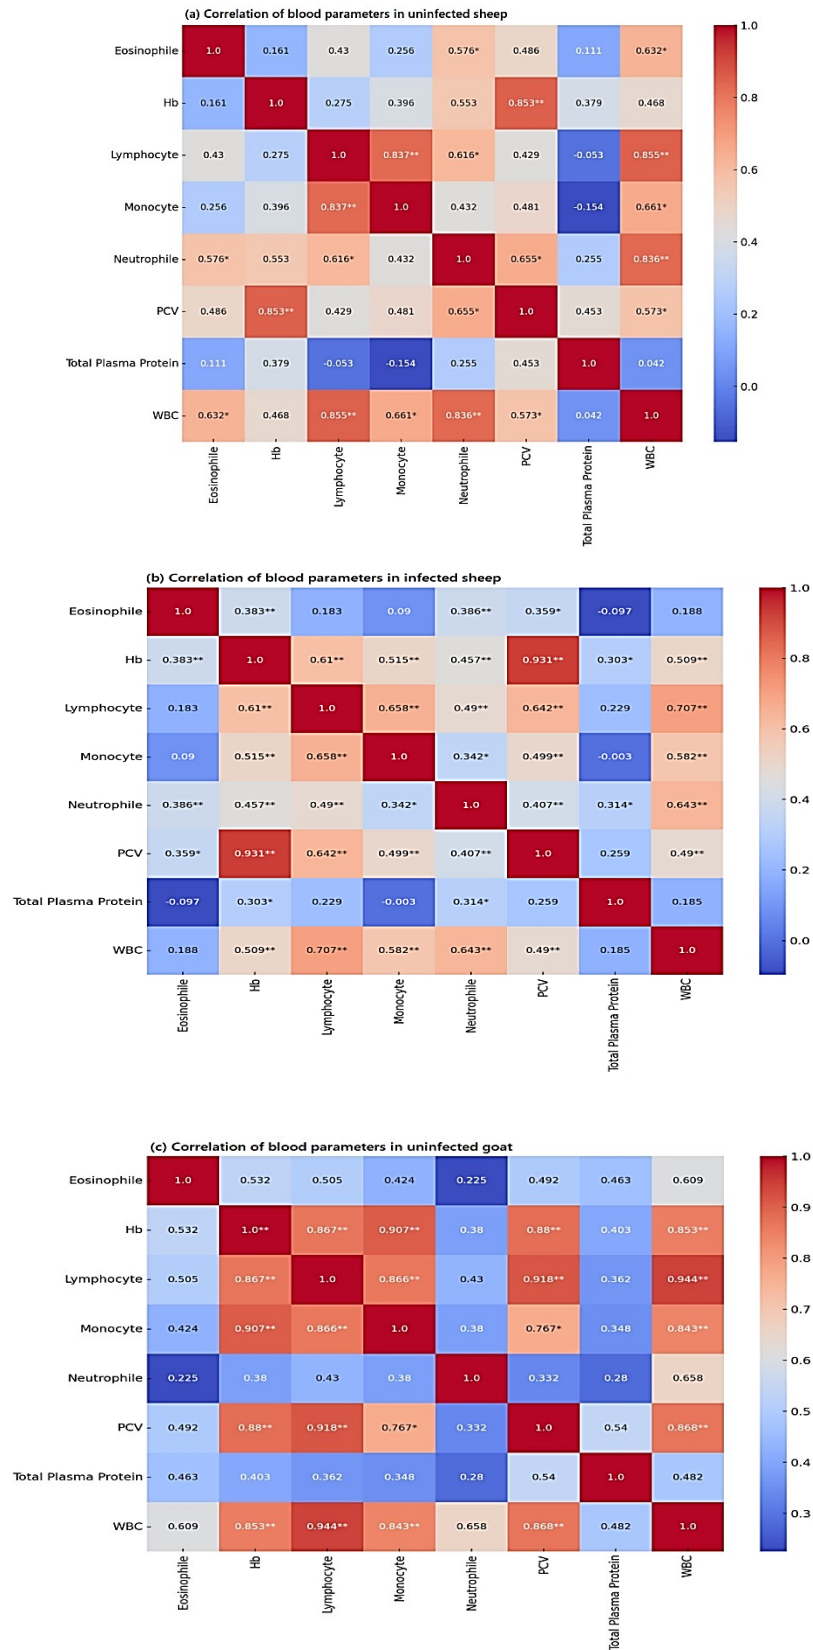 (a) Correlation of blood parameters in uninfected sheep
Eosinophile 1.0 0.161 0.43 0.256 0.576* 0.486 0.111 0.632*
Hb 0.161 1.0 0.275 0.396 0.553 0.853** 0.379 0.468
Lymphocyte 0.43 0.275 1.0 0.837** 0.616* 0.429 -0.053 0.855**
Monocyte 0.256 0.396 0.837** 1.0 0.432 0.481 -0.154 0.661*
Neutrophile 0.576* 0.553 0.616* 0.432 1.0 0.655* 0.255 0.836**
PCV 0.486 0.853** 0.429 0.481 0.655* 1.0 0.453 0.573*
Total Plasma Protein 0.111 0.379 -0.053 -0.154 0.255 0.453 1.0 0.042
WBC 0.632* 0.468 0.855** 0.661* 0.836** 0.573* 0.042 1.0
Eosinophile Hb Lymphocyte Monocyte Neutrophile PCV Total Plasma Protein WBC
1.0
0.8
0.6
0.4
0.2
0.0
(b) Correlation of blood parameters in infected sheep
Eosinophile 1.0 0.383** 0.183 0.09 0.386** 0.359* -0.097 0.188
Hb 0.383** 1.0 0.61** 0.515** 0.457** 0.931** 0.303* 0.509**
Lymphocyte 0.183 0.61** 1.0 0.658** 0.49** 0.642** 0.229 0.707**
Monocyte 0.09 0.515** 0.658** 1.0 0.342* 0.499** -0.003 0.582**
Neutrophile 0.386** 0.457** 0.49** 0.342* 1.0 0.407** 0.314* 0.643**
PCV 0.359* 0.931** 0.642** 0.499** 0.407** 1.0 0.259 0.49**
Total Plasma Protein -0.097 0.303* 0.229 -0.003 0.314* 0.259 1.0 0.185
WBC 0.188 0.509** 0.707** 0.582** 0.643** 0.49** 0.185 1.0
Eosinophile Hb Lymphocyte Monocyte Neutrophile PCV Total Plasma Protein WBC
1.0
0.8
0.6
0.4
0.2
0.0
(c) Correlation of blood parameters in uninfected goat
Eosinophile 1.0 0.532 0.505 0.424 0.225 0.492 0.463 0.609
Hb 0.532 1.0** 0.867** 0.907** 0.38 0.88** 0.403 0.853**
Lymphocyte 0.505 0.867** 1.0 0.866** 0.43 0.918** 0.362 0.944**
Monocyte 0.424 0.907** 0.866** 1.0 0.38 0.767* 0.348 0.843**
Neutrophile 0.225 0.38 0.43 0.38 1.0 0.332 0.28 0.658
PCV 0.492 0.88** 0.918** 0.767* 0.332 1.0 0.54 0.868**
Total Plasma Protein 0.463 0.403 0.362 0.348 0.28 0.54 1.0 0.482
WBC 0.609 0.853** 0.944** 0.843** 0.658 0.868** 0.482 1.0
Eosinophile Hb Lymphocyte Monocyte Neutrophile PCV Total Plasma Protein WBC
1.0
0.9
0.8
0.7
0.6
0.5
0.4
0.3